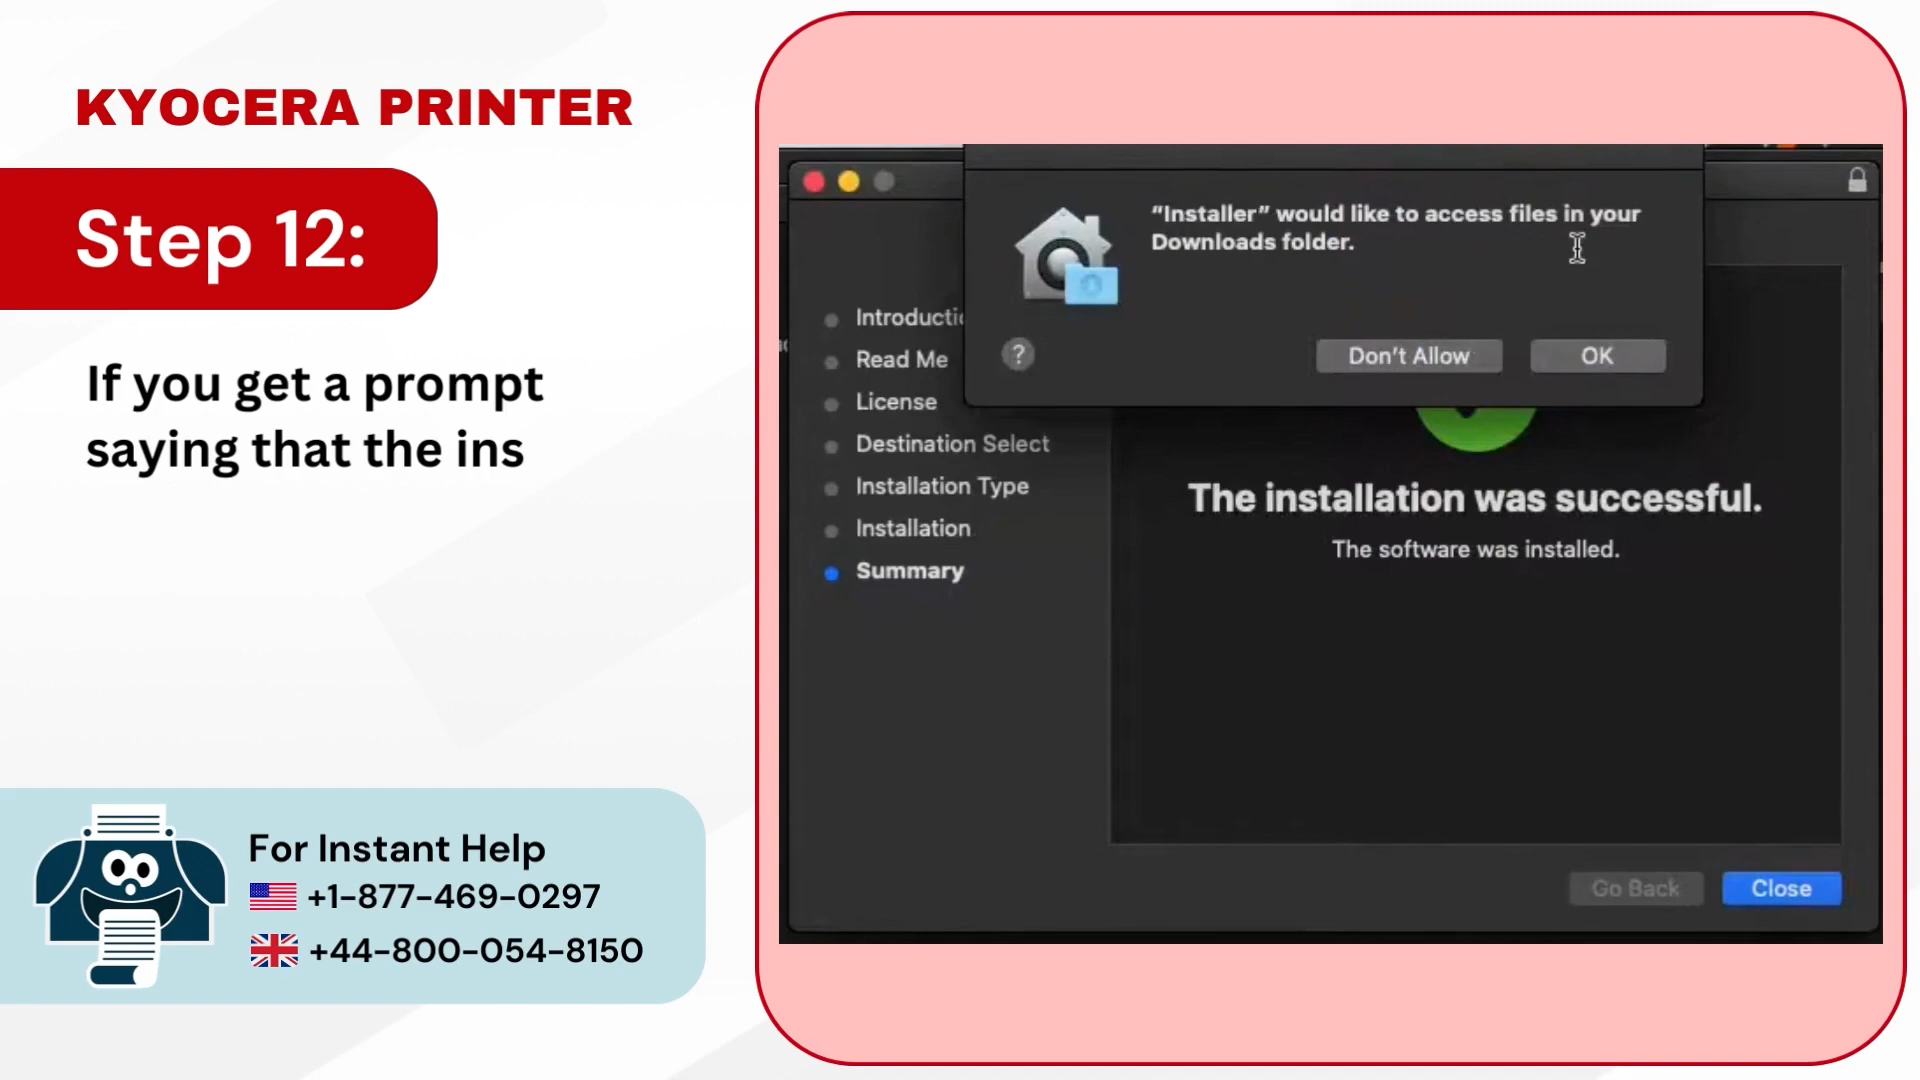 KYOCERA PRINTER
Step 12:
If you get a prompt
saying that the ins
For Instant Help
+1-877-469-0297
+44-800-054-8150
“Installer” would like to access files in your
Downloads folder.
?
Don’t Allow
OK
Introductio
Read Me
License
Destination Select
Installation Type
Installation
Summary
The installation was successful.
The software was installed.
Go Back
Close